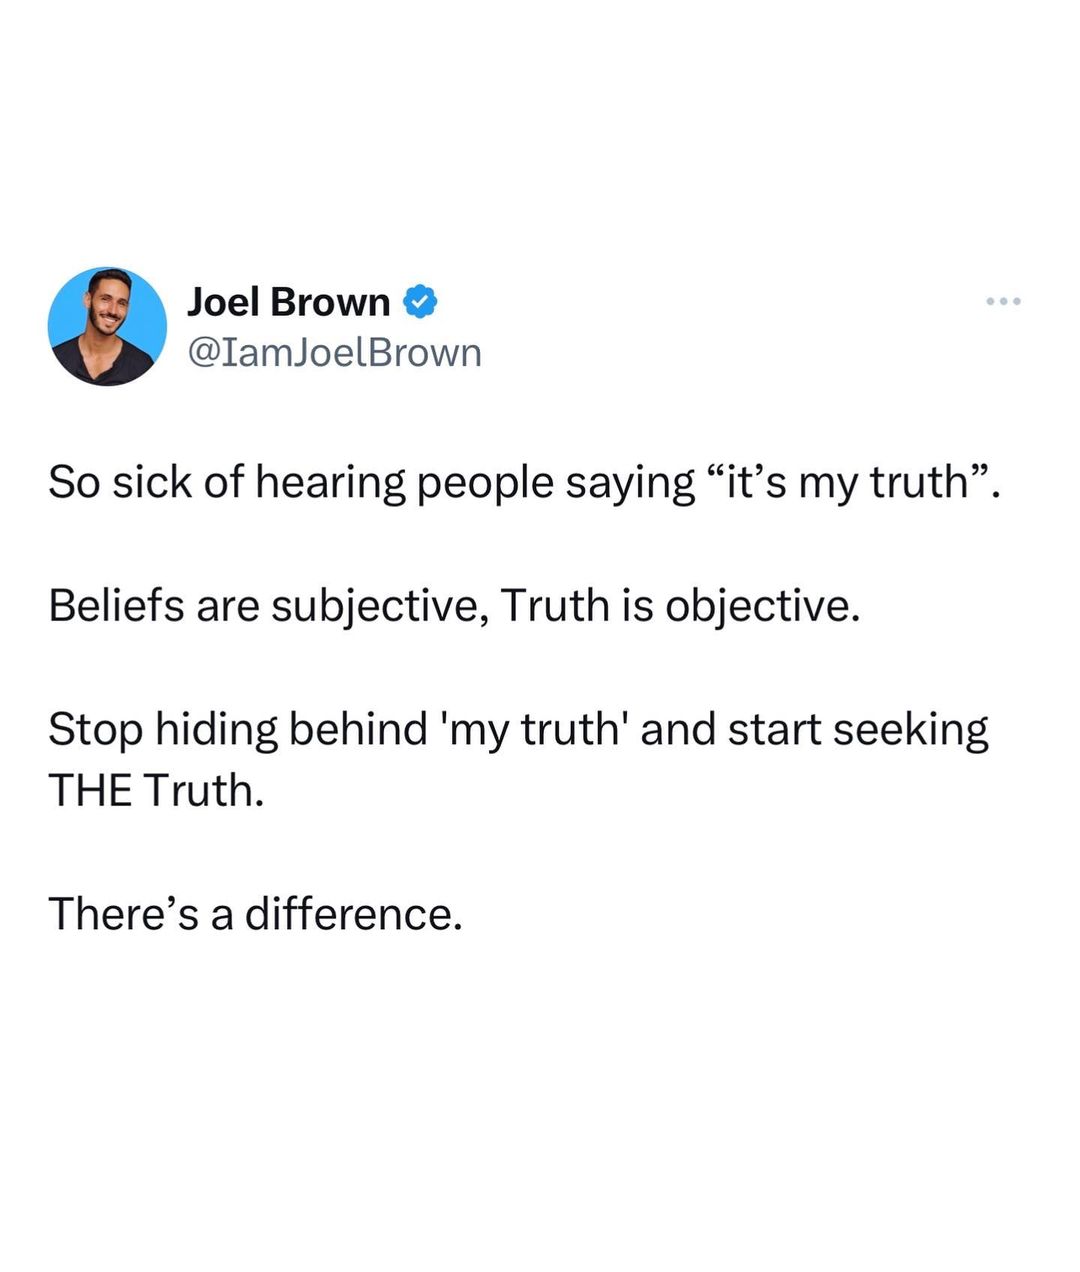 Joel Brown
@IamJoelBrown
So sick of hearing people saying “it’s my truth”.
Beliefs are subjective, Truth is objective.
Stop hiding behind 'my truth' and start seeking
THE Truth.
There’s a difference.